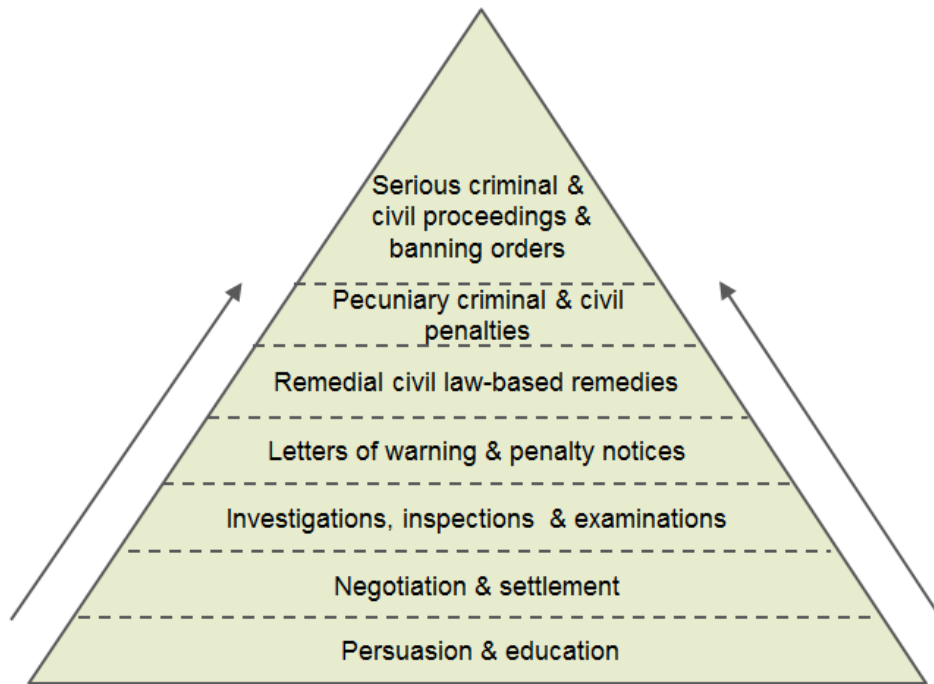 Serious criminal &
civil proceedings &
banning orders
Pecuniary criminal & civil
penalties
Remedial civil law-based remedies
Letters of warning & penalty notices
Investigations, inspections & examinations
Negotiation & settlement
Persuasion & education